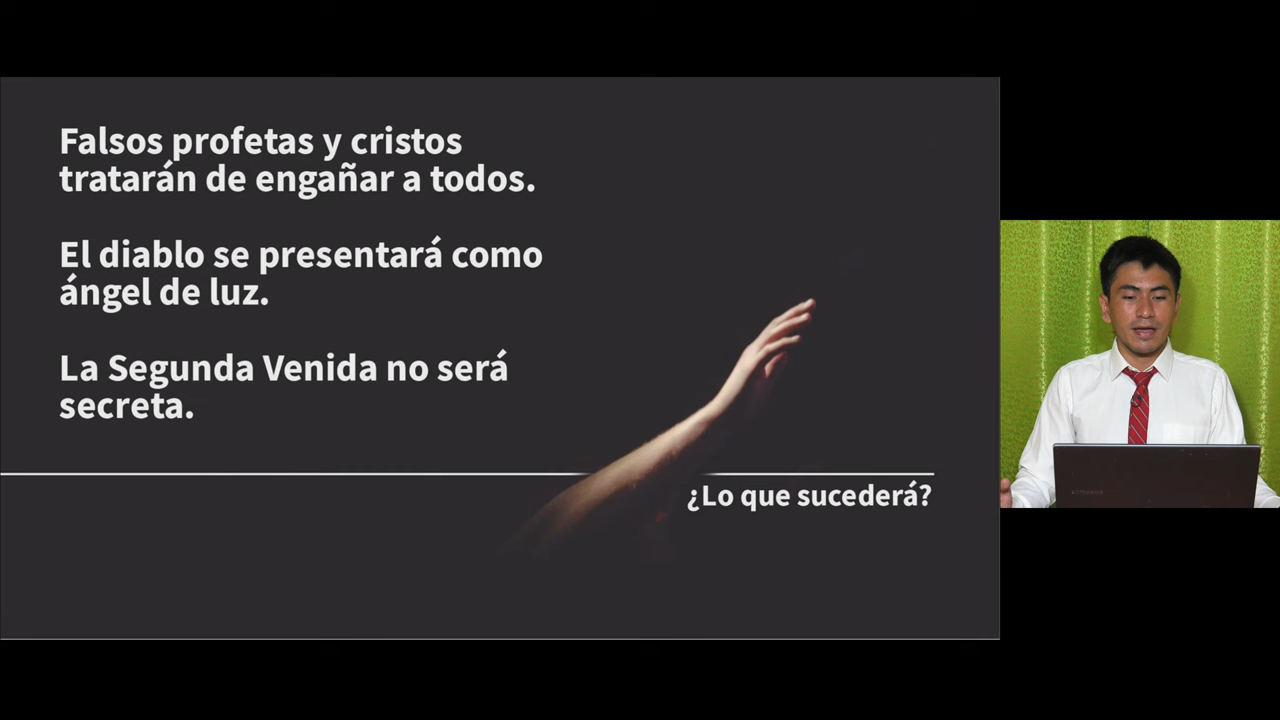 Falsos profetas y cristos
tratarán de engañar a todos.
El diablo se presentará como
ángel de luz.
La Segunda Venida no será
secreta.
¿Lo que sucederá?